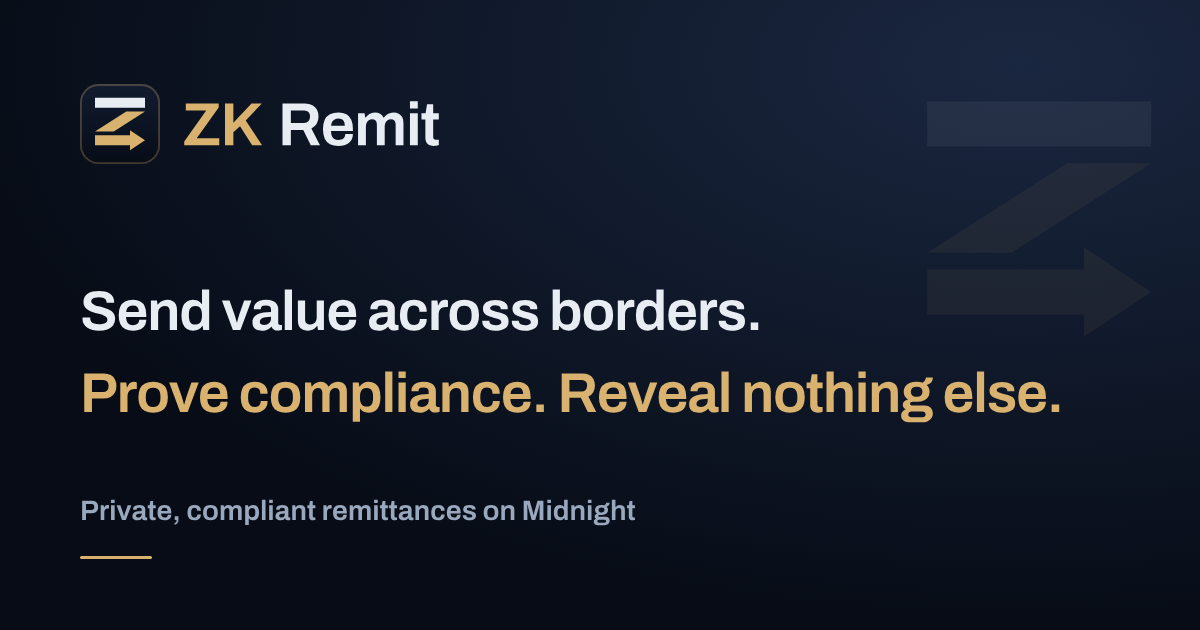 ZK Remit
Send value across borders.
Prove compliance. Reveal nothing else.
Private, compliant remittances on Midnight